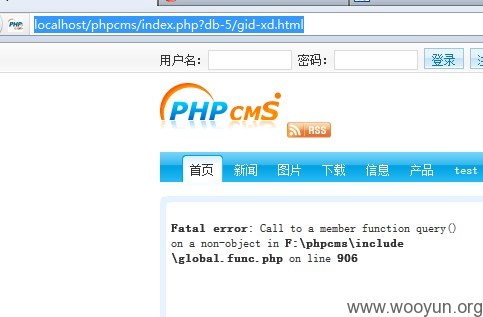 localhost/phpcms/index.php?db-5/gid-xd.html
用户名: 密码: 登录
PHP CMS
RSS
首页 新闻 图片 下载 信息 产品 test
Fatal error: Call to a member function query()
on a non-object in F:\phpcms\include
\global.func.php on line 906
www.wooyun.org